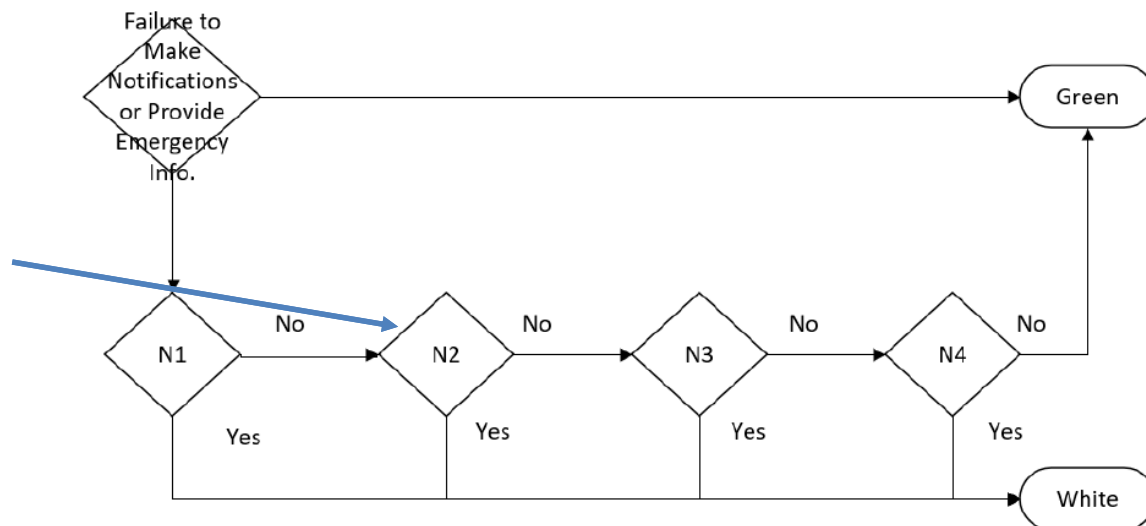 Failure to
Make
Notifications
or Provide
Emergency
Info.
Green
No
No
No
No
N1
N2
N3
N4
Yes
Yes
Yes
Yes
White